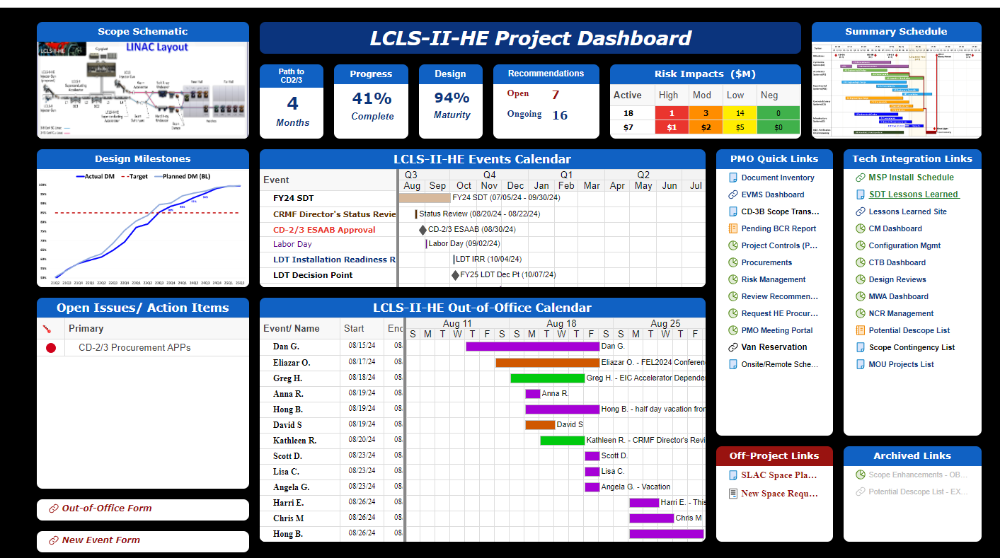 Scope Schematic
LCLS-II-HE
LINAC Layout
Cryoplant
LCLS-II-HE Project Dashboard
Path to
CD2/3
4
Months
Progress
41%
Complete
Design
94%
Maturity
Recommendations
Open 7
Ongoing 16
Risk Impacts ($M)
Active High Mod Low Neg
18 1 3 14 0
$7 $1 $2 $5 $0
Summary Schedule
Design Milestones
Actual DM Target Planned DM (BL)
100%
95%
90%
85%
80%
75%
70%
65%
60%
55%
50%
21Q2 21Q3 21Q4 22Q1 22Q2 22Q3 22Q4 23Q1 23Q2 23Q3 23Q4 24Q1 24Q2 24Q3 24Q4 25Q1 25Q2
LCLS-II-HE Events Calendar
Event
Q3 Q4 Q1 Q2
Aug Sep Oct Nov Dec Jan Feb Mar Apr May Jun Jul
FY24 SDT FY24 SDT (07/05/24 - 09/30/24)
CRMF Director's Status Revie Status Review (08/20/24 - 08/22/24)
CD-2/3 ESAAB Approval CD-2/3 ESAAB (08/30/24)
Labor Day Labor Day (09/02/24)
LDT Installation Readiness R LDT IRR (10/04/24)
LDT Decision Point FY25 LDT Dec Pt (10/07/24)
PMO Quick Links
Document Inventory
EVMS Dashboard
CD-3B Scope Trans...
Pending BCR Report
Project Controls (P...
Procurements
Risk Management
Review Recommen...
Request HE Procur...
PMO Meeting Portal
Van Reservation
Onsite/Remote Sche...
Tech Integration Links
MSP Install Schedule
SDT Lessons Learned
Lessons Learned Site
CM Dashboard
Configuration Mgmt
CTB Dashboard
Design Reviews
MWA Dashboard
NCR Management
Potential Descope List
Scope Contingency List
MOU Projects List
Open Issues/ Action Items
Primary
CD-2/3 Procurement APPs
Out-of-Office Form
New Event Form
LCLS-II-HE Out-of-Office Calendar
Event/ Name Start Enc
Aug 11 Aug 18 Aug 25
S M T W T F S S M T W T F S S M T W T F
Dan G. 08/15/24 08. Dan G.
Eliazar O. 08/17/24 08. Eliazar O. - FEL2024 Conferenc
Greg H. 08/18/24 08. Greg H. - EIC Accelerator Depende
Anna R. 08/19/24 08. Anna R.
Hong B. 08/19/24 08. Hong B. - half day vacation fron
David S 08/19/24 08. David S
Kathleen R. 08/20/24 08. Kathleen R. - CRMF Director's Revi
Scott D. 08/23/24 08. Scott D.
Lisa C. 08/23/24 08. Lisa C.
Angela G. 08/23/24 08. Angela G. - Vacation
Harri E. 08/26/24 08. Harri E. - This
Chris M 08/26/24 08. Chris M
Hong B. 08/26/24 08.
Off-Project Links
SLAC Space Pla...
New Space Requ...
Archived Links
Scope Enhancements - OB...
Potential Descope List - EX...